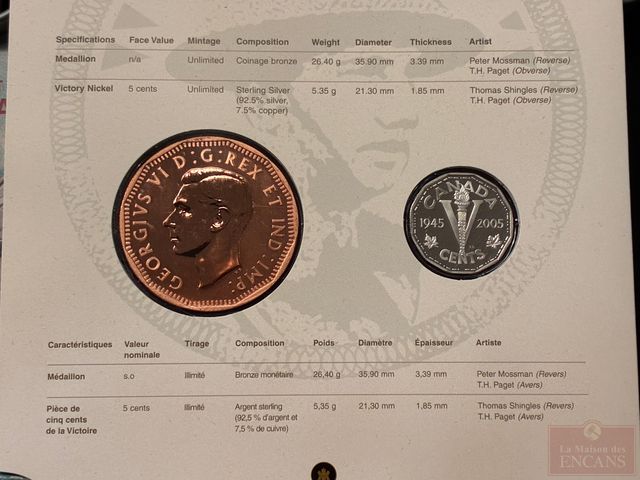 Specifications Face Value Mintage Composition Weight Diameter Thickness Artist
Medallion n/a Unlimited Coinage bronze 26.40 g 35.90 mm 3.39 mm Peter Mossman (Reverse)
T.H. Paget (Obverse)
Victory Nickel 5 cents Unlimited Sterling Silver 5.35 g 21.30 mm 1.85 mm Thomas Shingles (Reverse)
(92.5% silver, T.H. Paget (Obverse)
7.5% copper)
GEORGIVS VI D:G:REX ET IND:IMP:
CANADA
1945 V 2005
CENTS
Caractéristiques Valeur Tirage Composition Poids Diamètre Épaisseur Artiste
nominale
Médaillon s.o Illimité Bronze monétaire 26,40 g 35,90 mm 3,39 mm Peter Mossman (Revers)
T.H. Paget (Avers)
Pièce de 5 cents Illimité Argent sterling 5,35 g 21,30 mm 1,85 mm Thomas Shingles (Revers)
cinq cents (92,5 % d'argent et T.H. Paget (Avers)
de la Victoire 7,5 % de cuivre)
La Maison des
ENCANS